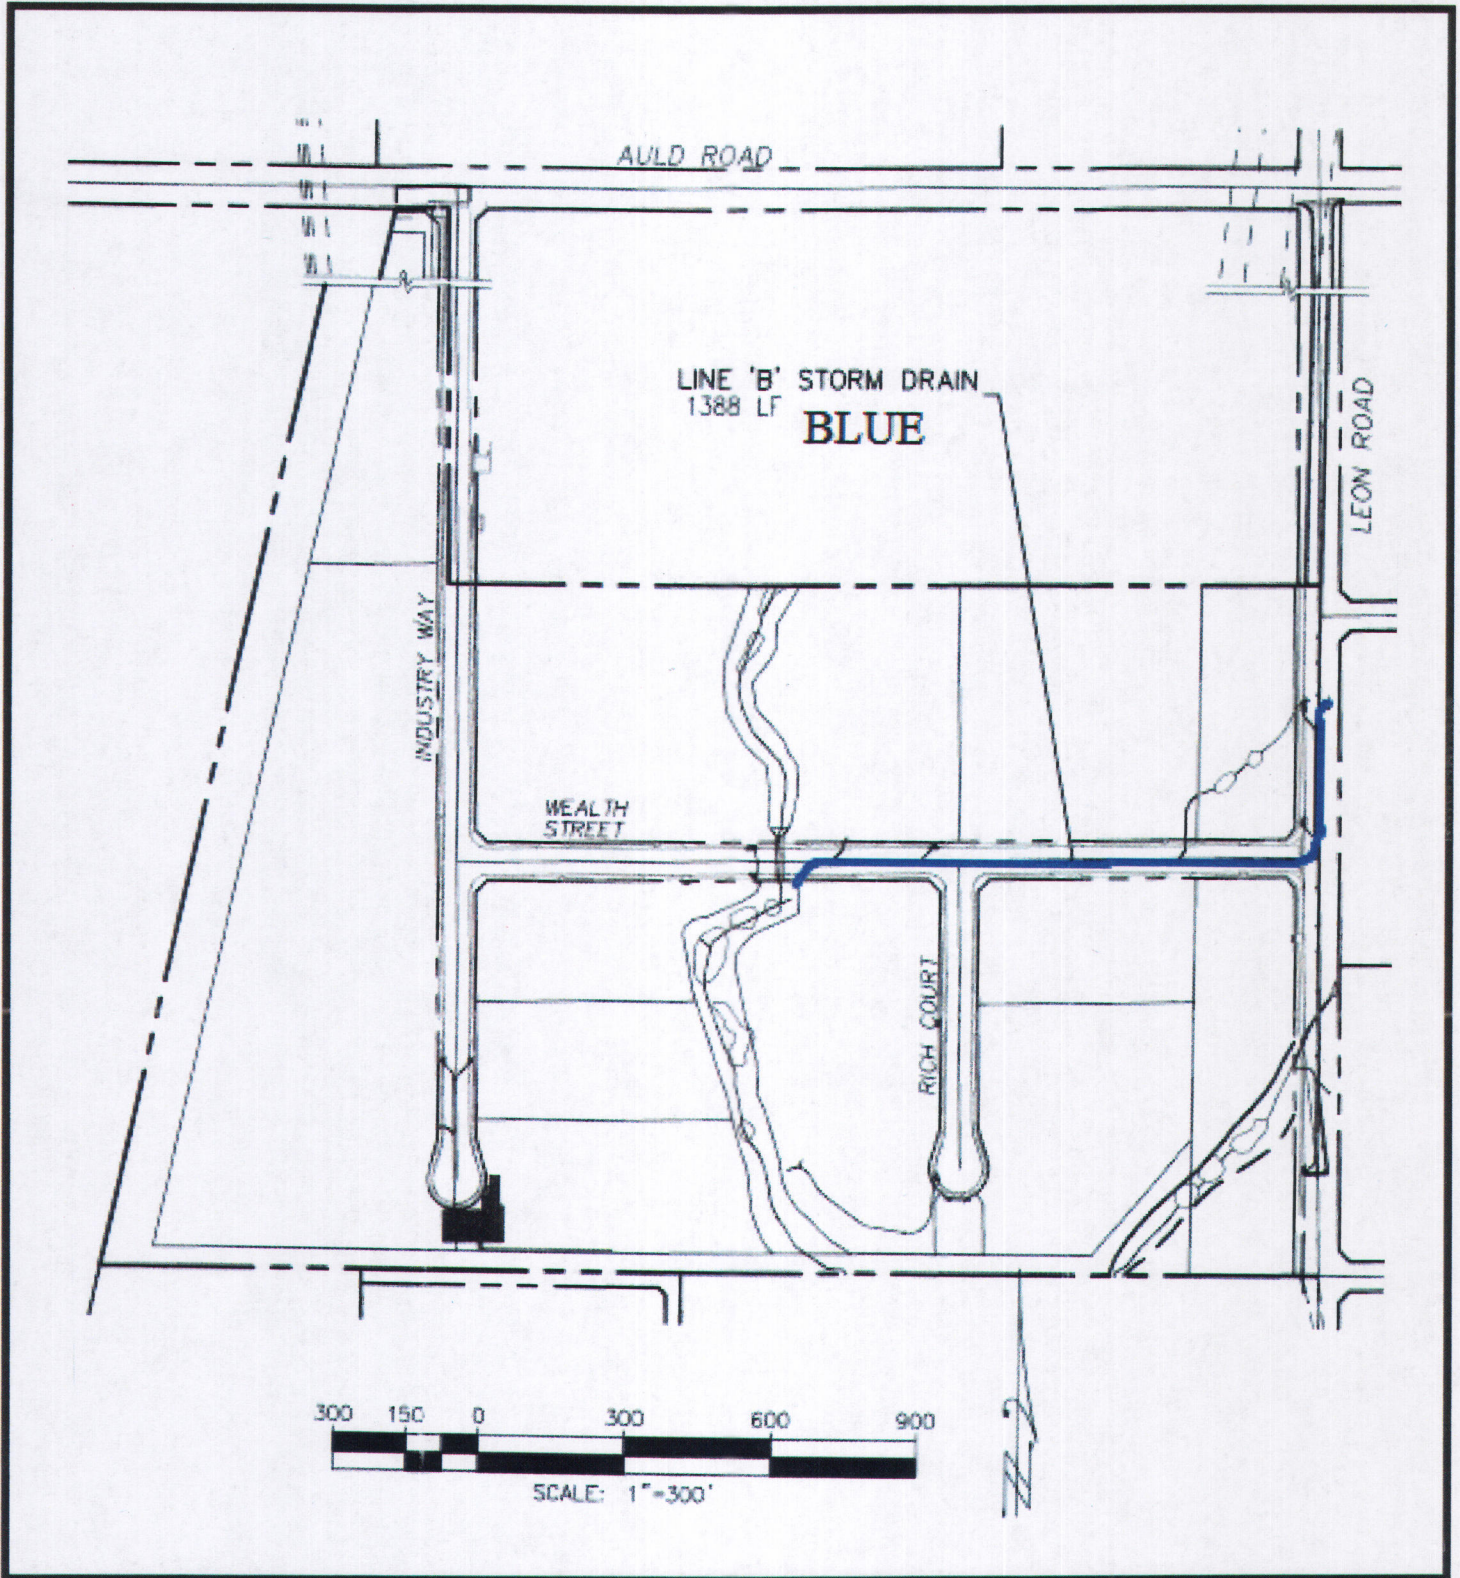 AULD ROAD
LINE 'B' STORM DRAIN
1388 LF
BLUE
LEON ROAD
INDUSTRY WAY
WEALTH
STREET
RICH COURT
300 150 0 300 600 900
SCALE: 1"=300'